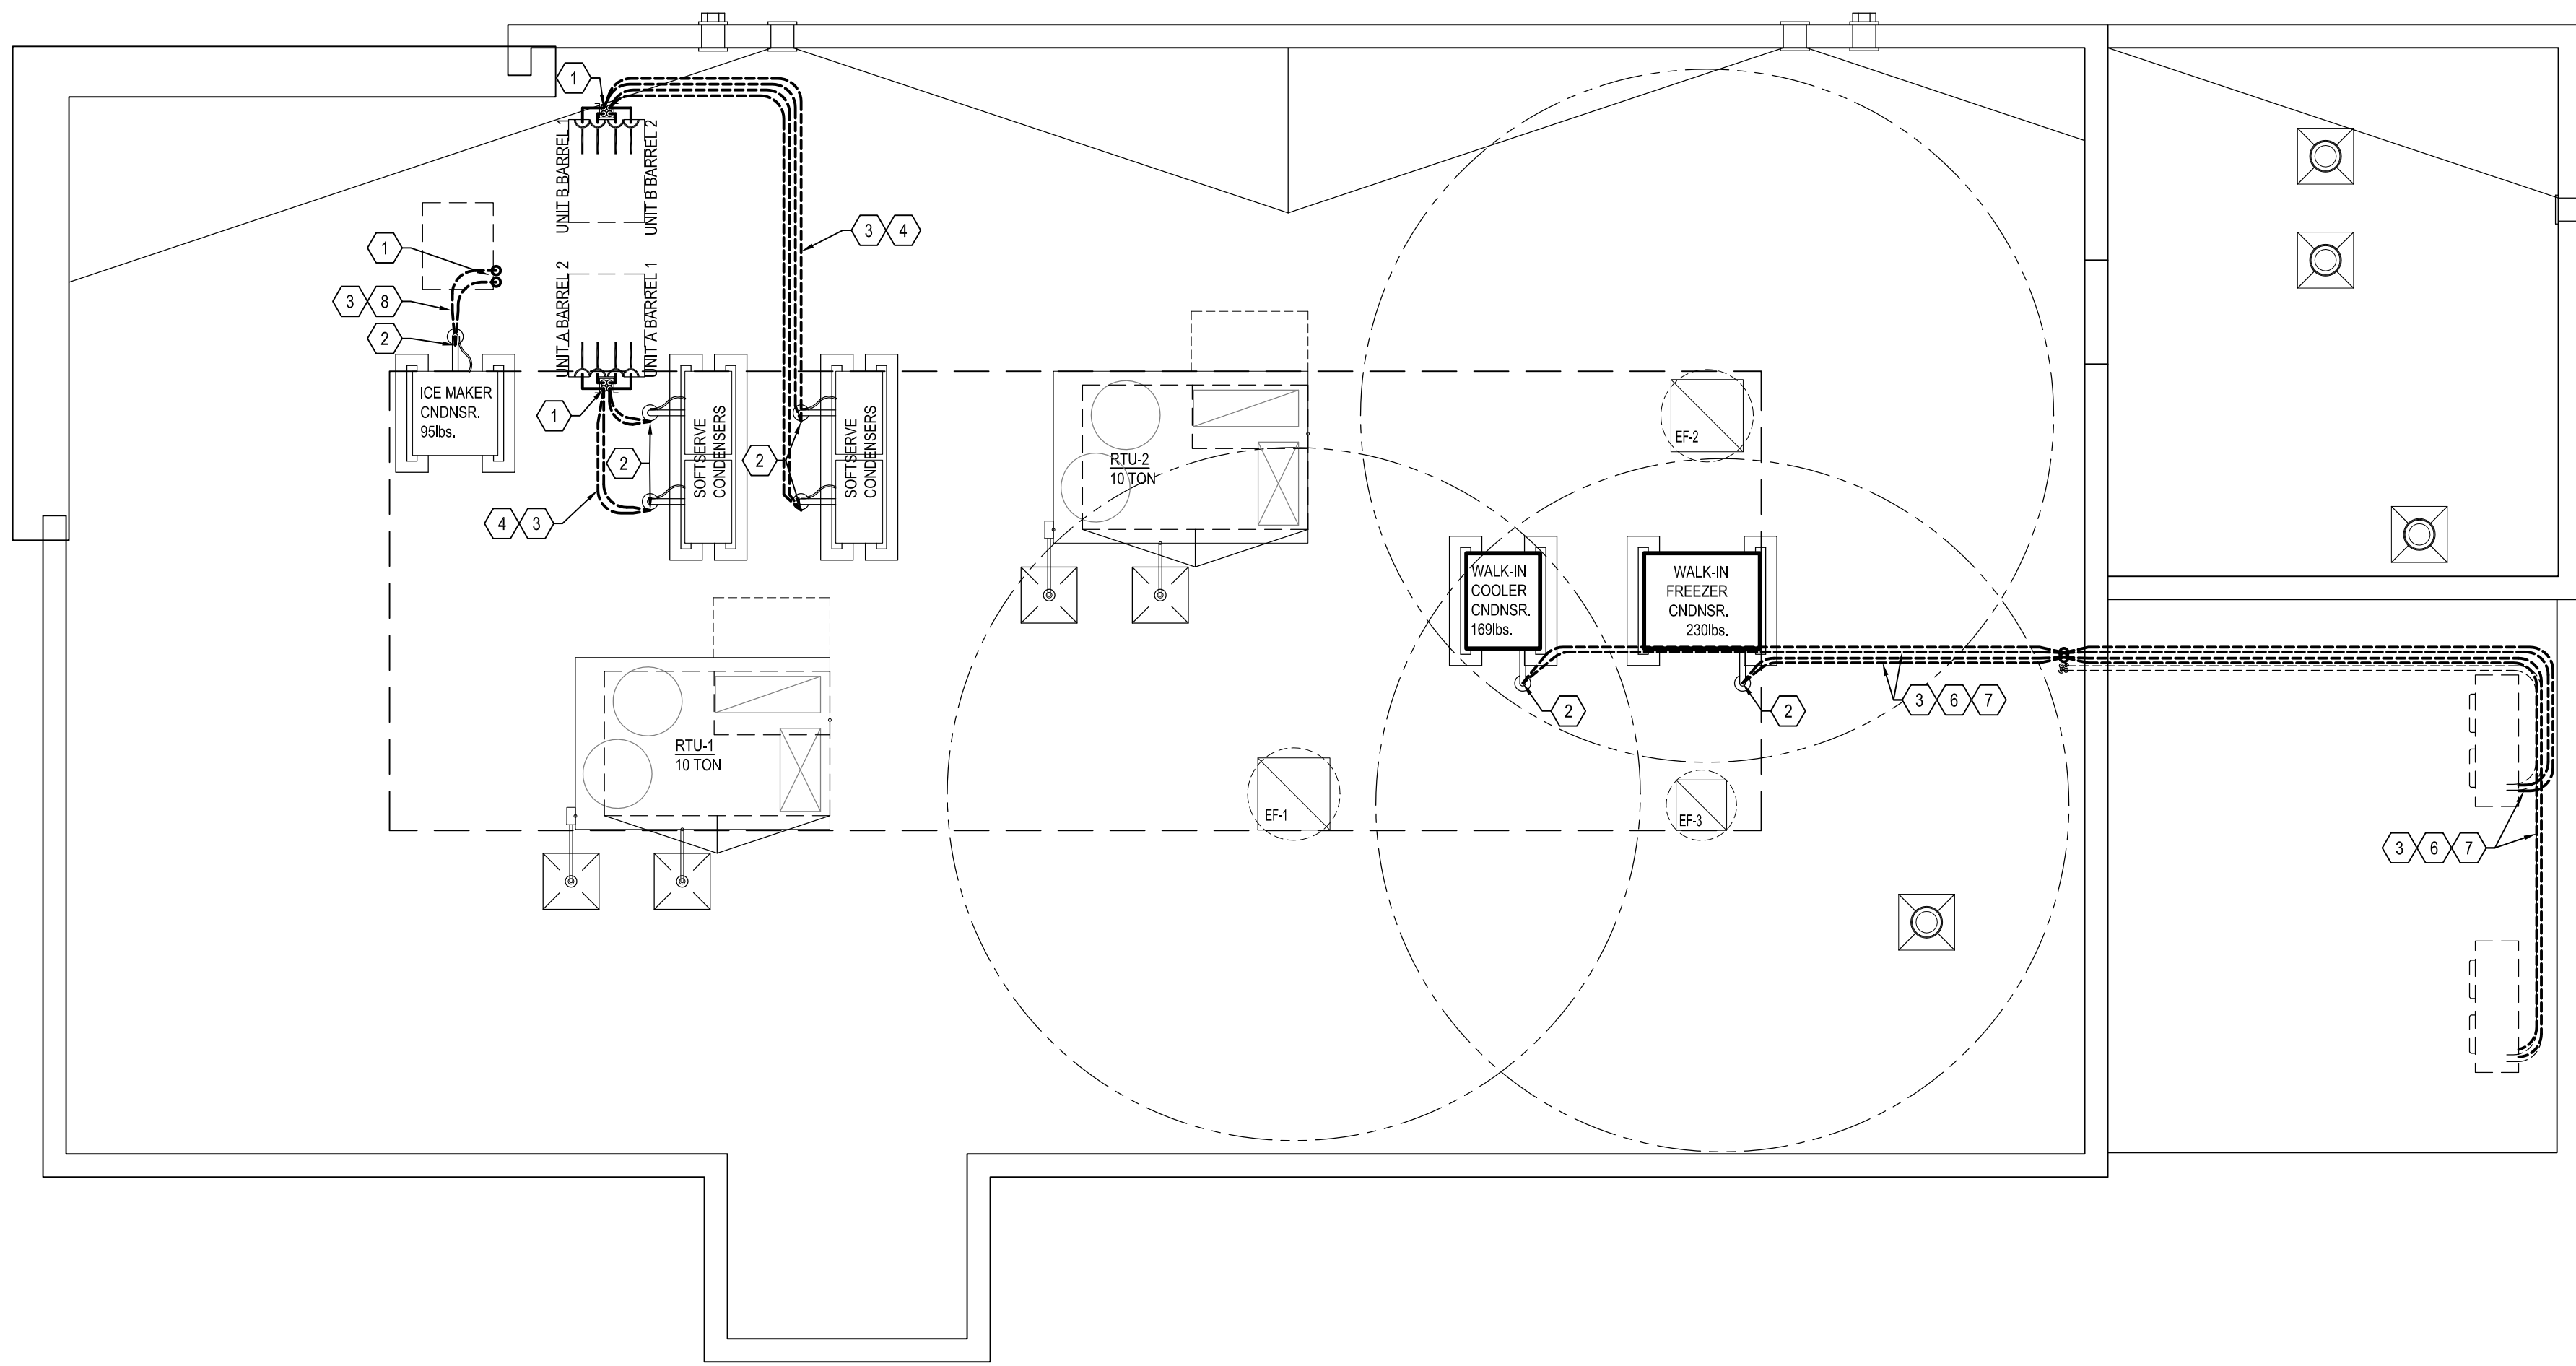 1
UNIT B BARREL 1
UNIT B BARREL 2
3 4
1
3 8
2
UNIT A BARREL 2
UNIT A BARREL 1
ICE MAKER
CNDNSR.
95lbs.
1
2
4 3
SOFTSERVE
CONDENSERS
2
SOFTSERVE
CONDENSERS
RTU-2
10 TON
EF-2
WALK-IN
COOLER
CNDNSR.
169lbs.
WALK-IN
FREEZER
CNDNSR.
230lbs.
2
2
3 6 7
RTU-1
10 TON
EF-1
EF-3
3 6 7